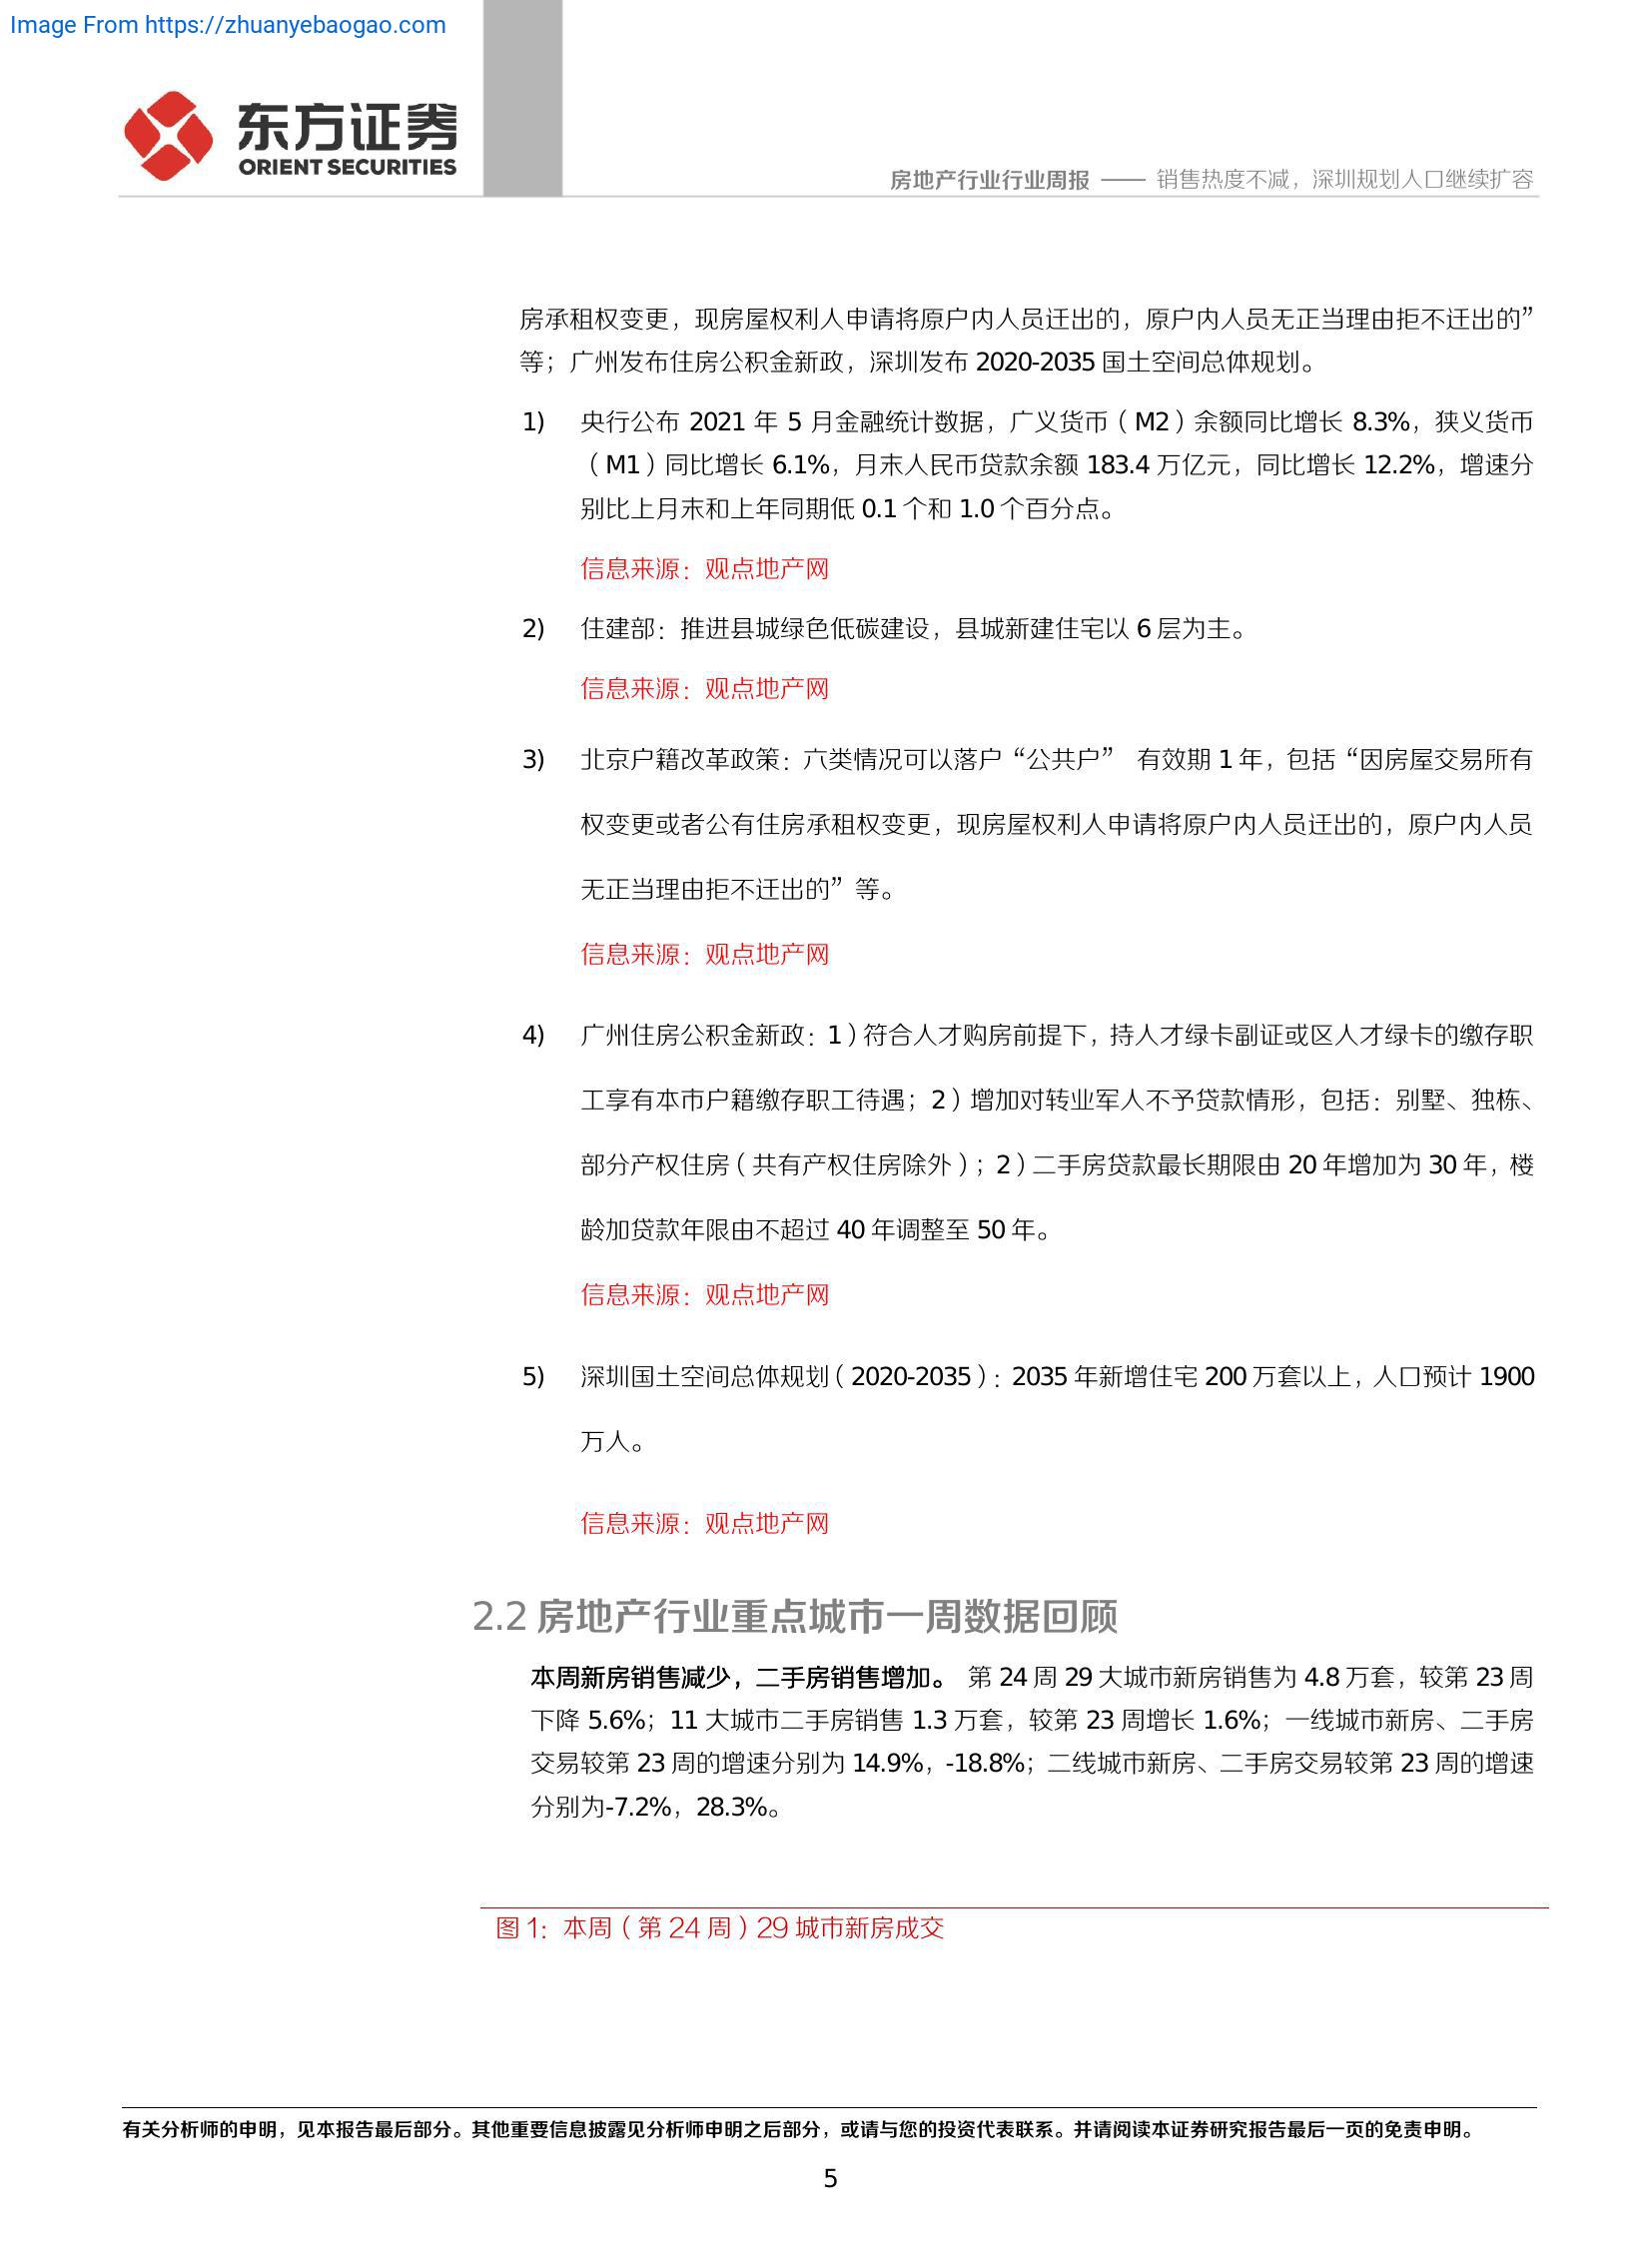 Image From https://zhuanyebaogao.com
东方证券
ORIENT SECURITIES
房地产行业行业周报 —— 销售热度不减，深圳规划人口继续扩容
房承租权变更，现房屋权利人申请将原户内人员迁出的，原户内人员无正当理由拒不迁出的”
等；广州发布住房公积金新政，深圳发布 2020-2035 国土空间总体规划。
1) 央行公布 2021 年 5 月金融统计数据，广义货币（M2）余额同比增长 8.3%，狭义货币
（M1）同比增长 6.1%，月末人民币贷款余额 183.4 万亿元，同比增长 12.2%，增速分
别比上月末和上年同期低 0.1 个和 1.0 个百分点。
信息来源：观点地产网
2) 住建部：推进县城绿色低碳建设，县城新建住宅以 6 层为主。
信息来源：观点地产网
3) 北京户籍改革政策：六类情况可以落户“公共户” 有效期 1 年，包括“因房屋交易所有
权变更或者公有住房承租权变更，现房屋权利人申请将原户内人员迁出的，原户内人员
无正当理由拒不迁出的”等。
信息来源：观点地产网
4) 广州住房公积金新政：1）符合人才购房前提下，持人才绿卡副证或区人才绿卡的缴存职
工享有本市户籍缴存职工待遇；2）增加对转业军人不予贷款情形，包括：别墅、独栋、
部分产权住房（共有产权住房除外）；2）二手房贷款最长期限由 20 年增加为 30 年，楼
龄加贷款年限由不超过 40 年调整至 50 年。
信息来源：观点地产网
5) 深圳国土空间总体规划（2020-2035）：2035 年新增住宅 200 万套以上，人口预计 1900
万人。
信息来源：观点地产网
2.2 房地产行业重点城市一周数据回顾
本周新房销售减少，二手房销售增加。 第 24 周 29 大城市新房销售为 4.8 万套，较第 23 周
下降 5.6%；11 大城市二手房销售 1.3 万套，较第 23 周增长 1.6%；一线城市新房、二手房
交易较第 23 周的增速分别为 14.9%，-18.8%；二线城市新房、二手房交易较第 23 周的增速
分别为-7.2%，28.3%。
图 1：本周（第 24 周）29 城市新房成交
有关分析师的申明，见本报告最后部分。其他重要信息披露见分析师申明之后部分，或请与您的投资代表联系。并请阅读本证券研究报告最后一页的免责申明。
5